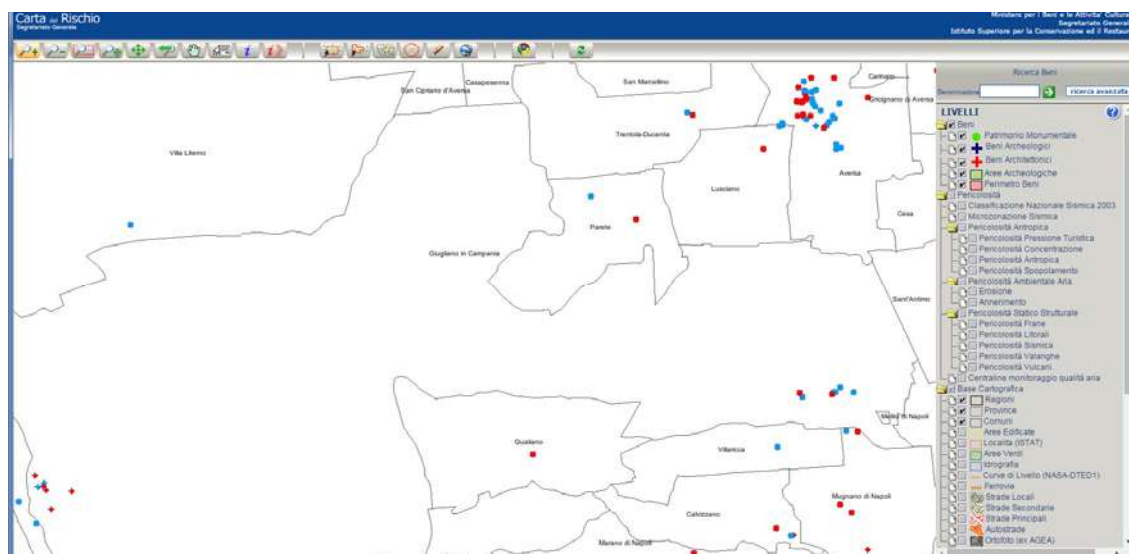 Carta del Rischio
Segretariato Generale
Ministero per i Beni e le Attivita' Cultural
Segretariato General
Istituto Superiore per la Conservazione ed il Restaur
Ricerca Beni
Denominazione
ricerca avanzata
LIVELLI
Beni
Patrimonio Monumentale
Beni Archeologici
Beni Architettonici
Aree Archeologiche
Perimetro Beni
Pericolosità
Classificazione Nazionale Sismica 2003
Microzonazione Sismica
Pericolosità Antropica
Pericolosità Pressione Turistica
Pericolosità Concentrazione
Pericolosità Antropica
Pericolosità Spopolamento
Pericolosità Ambientale Aria
Erosione
Annerimento
Pericolosità Statico Strutturale
Pericolosità Frane
Pericolosità Litorali
Pericolosità Sismica
Pericolosità Valanghe
Pericolosità Vulcani
Centraline monitoraggio qualità aria
Base Cartografica
Regioni
Province
Comuni
Aree Edificate
Localita (ISTAT)
Aree Verdi
Idrografia
Curve di Livello (NASA-DTED1)
Ferrovie
Strade Locali
Strade Secondarie
Strade Principali
Autostrade
Ortofoto (ex AGEA)
San Cipriano d'Aversa
Casapesenna
San Marcellino
Carinaro
Gricignano di Aversa
Trentola-Ducenta
Villa Literno
Lusciano
Aversa
Cesa
Parete
Giugliano in Campania
Sant'Antimo
Melito di Napoli
Qualiano
Villaricca
Mugnano di Napoli
Calvizzano
Marano di Napoli